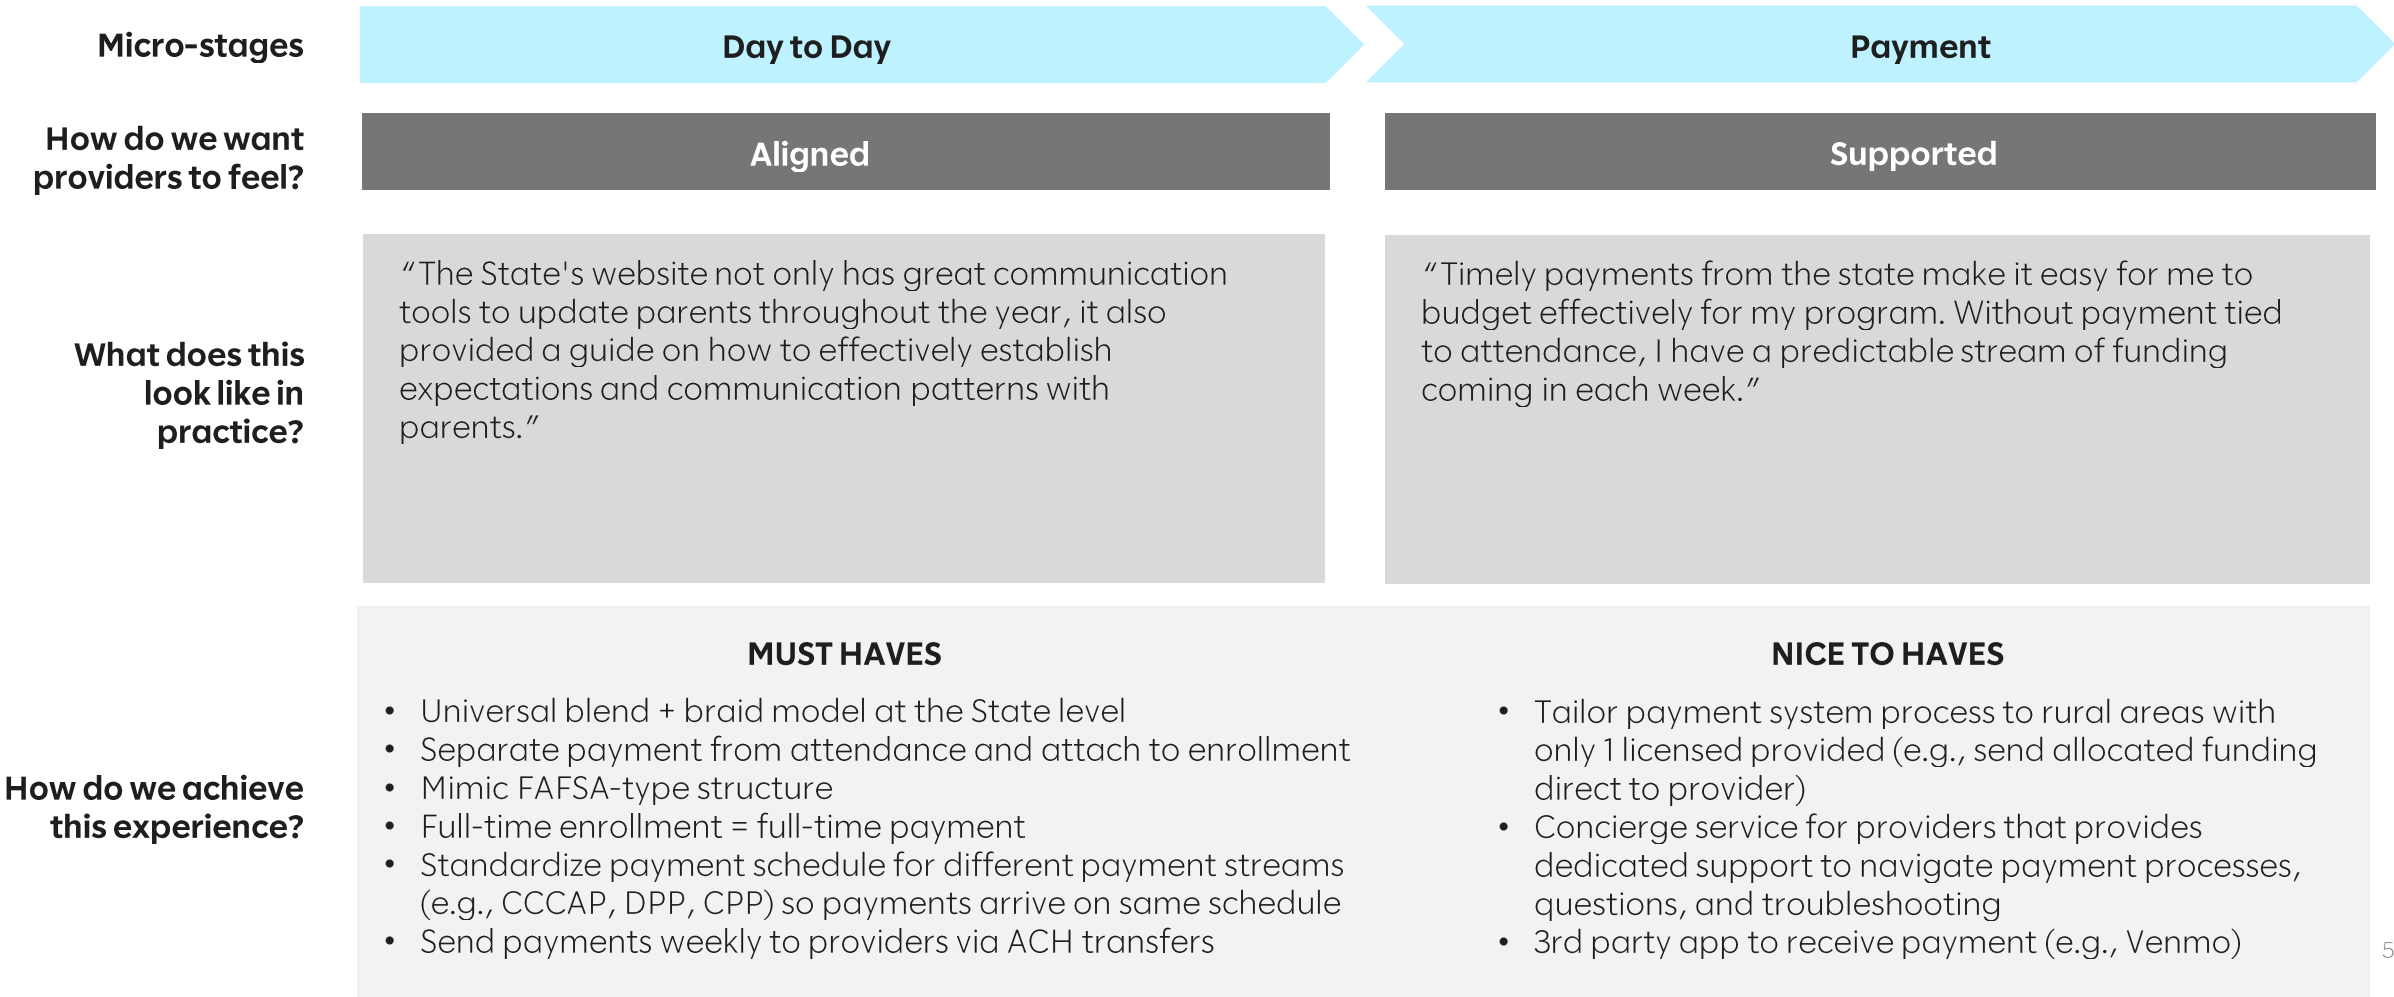 Micro-stages
Day to Day
Payment
How do we want
providers to feel?
Aligned
Supported
What does this
look like in
practice?
“The State's website not only has great communication
tools to update parents throughout the year, it also
provided a guide on how to effectively establish
expectations and communication patterns with
parents.”
“Timely payments from the state make it easy for me to
budget effectively for my program. Without payment tied
to attendance, I have a predictable stream of funding
coming in each week.”
How do we achieve
this experience?
MUST HAVES
• Universal blend + braid model at the State level
• Separate payment from attendance and attach to enrollment
• Mimic FAFSA-type structure
• Full-time enrollment = full-time payment
• Standardize payment schedule for different payment streams
(e.g., CCCAP, DPP, CPP) so payments arrive on same schedule
• Send payments weekly to providers via ACH transfers
NICE TO HAVES
• Tailor payment system process to rural areas with
only 1 licensed provided (e.g., send allocated funding
direct to provider)
• Concierge service for providers that provides
dedicated support to navigate payment processes,
questions, and troubleshooting
• 3rd party app to receive payment (e.g., Venmo)
5